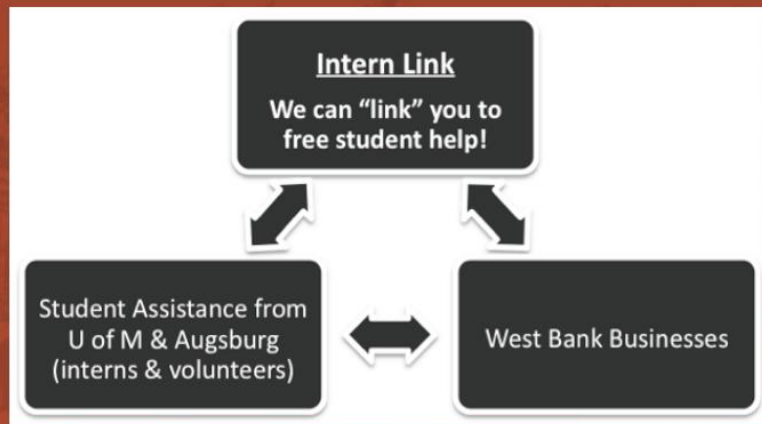 Intern Link
We can “link” you to
free student help!
Student Assistance from
U of M & Augsburg
(interns & volunteers)
West Bank Businesses